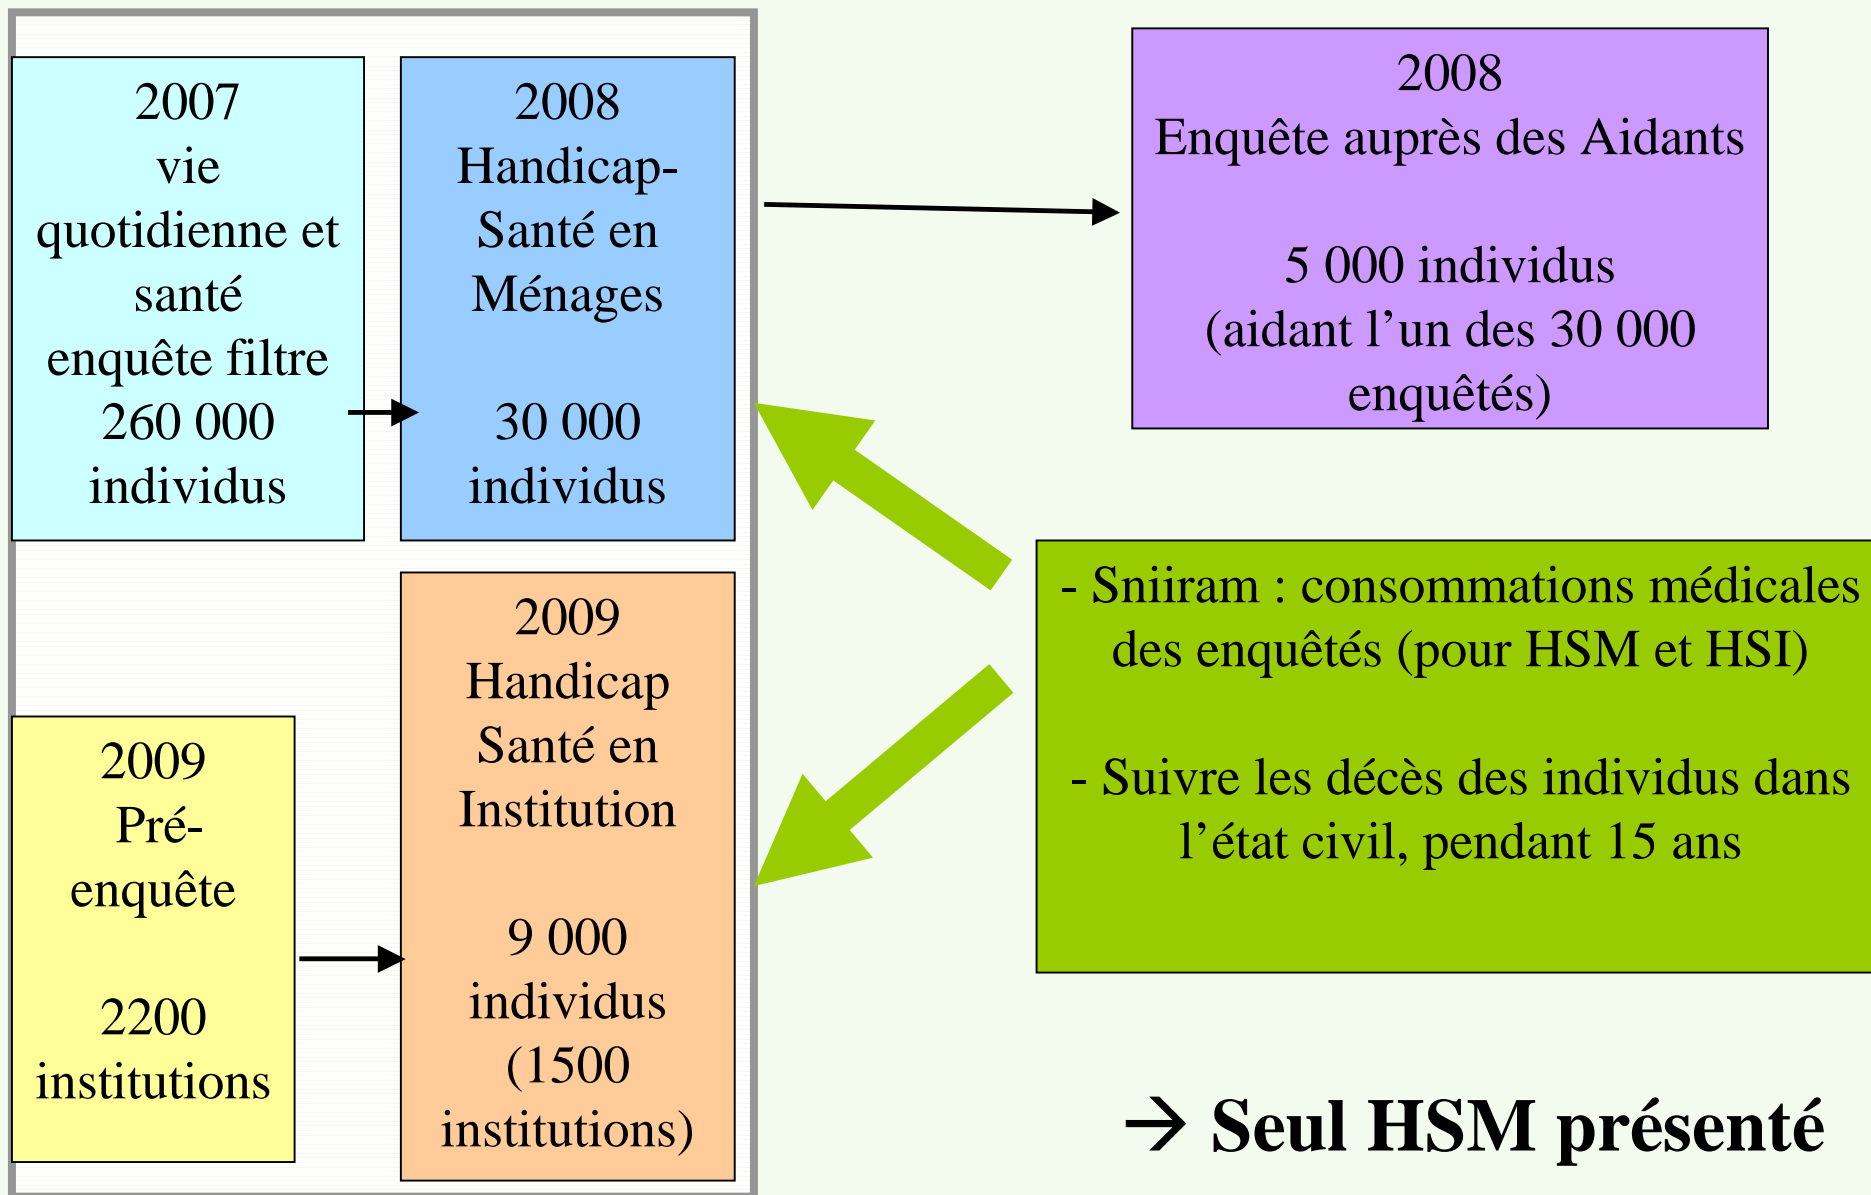 2007
vie
quotidienne et
santé
enquête filtre
260 000
individus
2008
Handicap-
Santé en
Ménages
30 000
individus
2008
Enquête auprès des Aidants
5 000 individus
(aidant l’un des 30 000
enquêtés)
2009
Pré-
enquête
2200
institutions
2009
Handicap
Santé en
Institution
9 000
individus
(1500
institutions)
- Sniiram : consommations médicales
des enquêtés (pour HSM et HSI)
- Suivre les décès des individus dans
l’état civil, pendant 15 ans
→ Seul HSM présenté